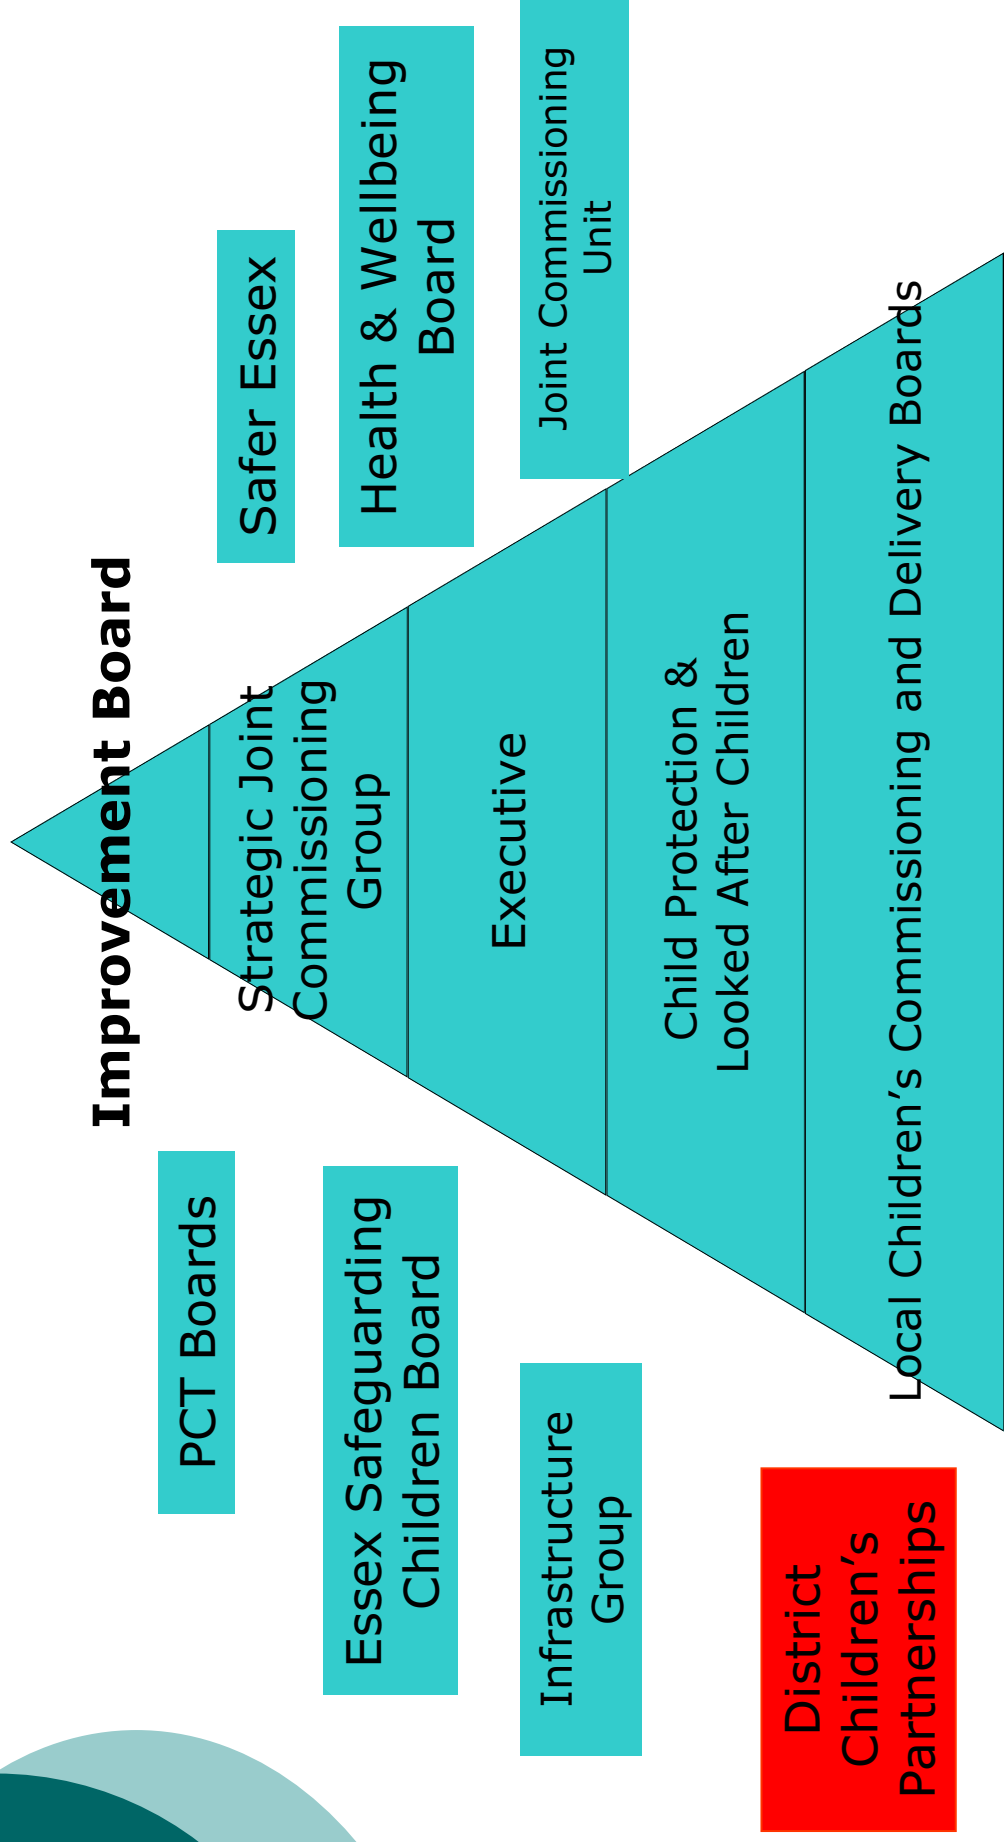 Improvement Board
PCT Boards
Safer Essex
Strategic Joint
Commissioning
Group
Essex Safeguarding
Children Board
Health & Wellbeing
Board
Executive
Infrastructure
Group
Joint Commissioning
Unit
Child Protection &
Looked After Children
District
Children’s
Partnerships
Local Children’s Commissioning and Delivery Boards